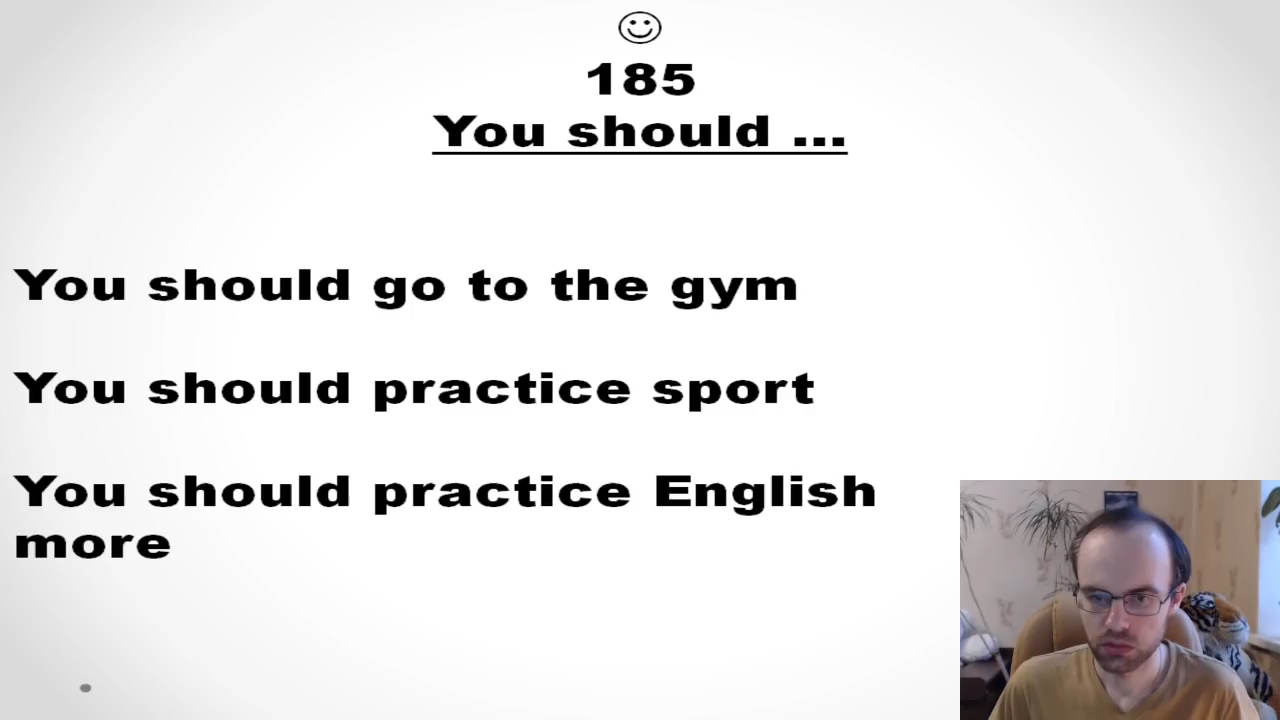 185
You should ...
You should go to the gym
You should practice sport
You should practice English
more